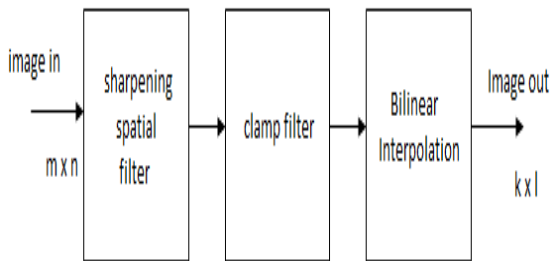 image in
m x n
sharpening
spatial
filter
clamp filter
Bilinear
Interpolation
Image out
k x l